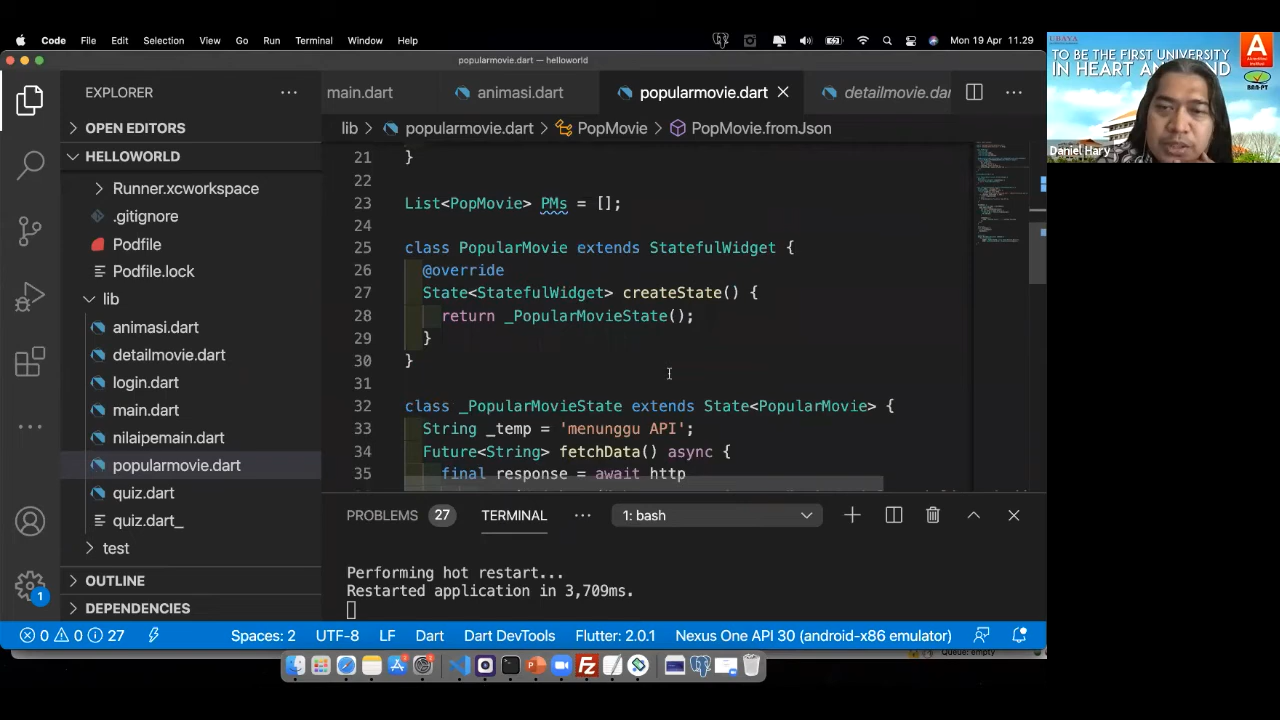 Code File Edit Selection View Go Run Terminal Window Help
Mon 19 Apr 11.29
popularmovie.dart — helloworld
EXPLORER
main.dart
animasi.dart
popularmovie.dart
detailmovie.dar
OPEN EDITORS
lib > popularmovie.dart > PopMovie > PopMovie.fromJson
HELLOWORLD
Runner.xcworkspace
.gitignore
Podfile
Podfile.lock
lib
animasi.dart
detailmovie.dart
login.dart
main.dart
nilaipemain.dart
popularmovie.dart
quiz.dart
quiz.dart_
test
OUTLINE
DEPENDENCIES
1
21 }
22
23 List<PopMovie> PMs = [];
24
25 class PopularMovie extends StatefulWidget {
26 @override
27 State<StatefulWidget> createState() {
28 return _PopularMovieState();
29 }
30 }
31
32 class _PopularMovieState extends State<PopularMovie> {
33 String _temp = 'menunggu API';
34 Future<String> fetchData() async {
35 final response = await http
PROBLEMS 27 TERMINAL ... 1: bash
Performing hot restart...
Restarted application in 3,709ms.
0 0 27 Spaces: 2 UTF-8 LF Dart Dart DevTools Flutter: 2.0.1 Nexus One API 30 (android-x86 emulator)
Queue: empty
UBAYA
TO BE THE FIRST UNIVERSITY
IN HEART AN ND
A
BAN-PT
Daniel Hary